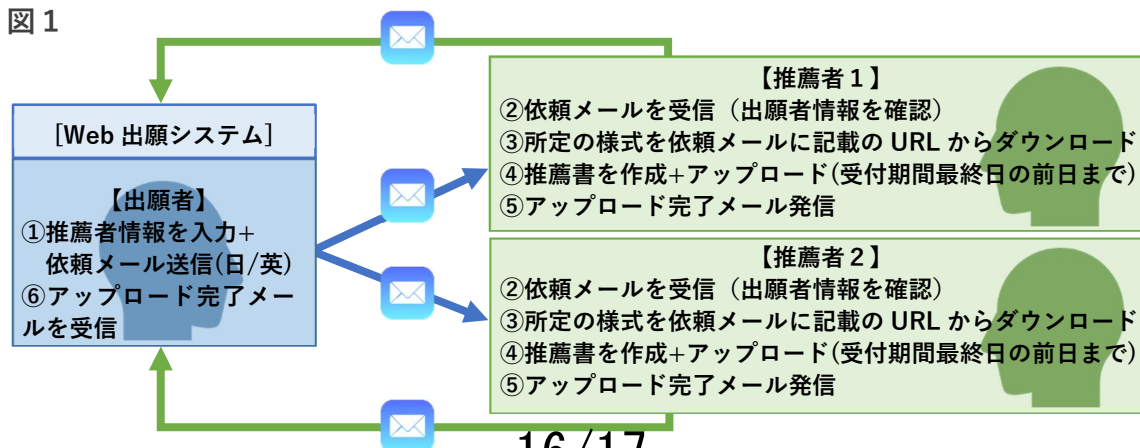 図1
[Web 出願システム]
【出願者】
①推薦者情報を入力+
依頼メール送信(日/英)
⑥アップロード完了メー
ルを受信
【推薦者1】
②依頼メールを受信（出願者情報を確認）
③所定の様式を依頼メールに記載の URL からダウンロード
④推薦書を作成+アップロード(受付期間最終日の前日まで)
⑤アップロード完了メール発信
【推薦者2】
②依頼メールを受信（出願者情報を確認）
③所定の様式を依頼メールに記載の URL からダウンロード
④推薦書を作成+アップロード(受付期間最終日の前日まで)
⑤アップロード完了メール発信
16/17